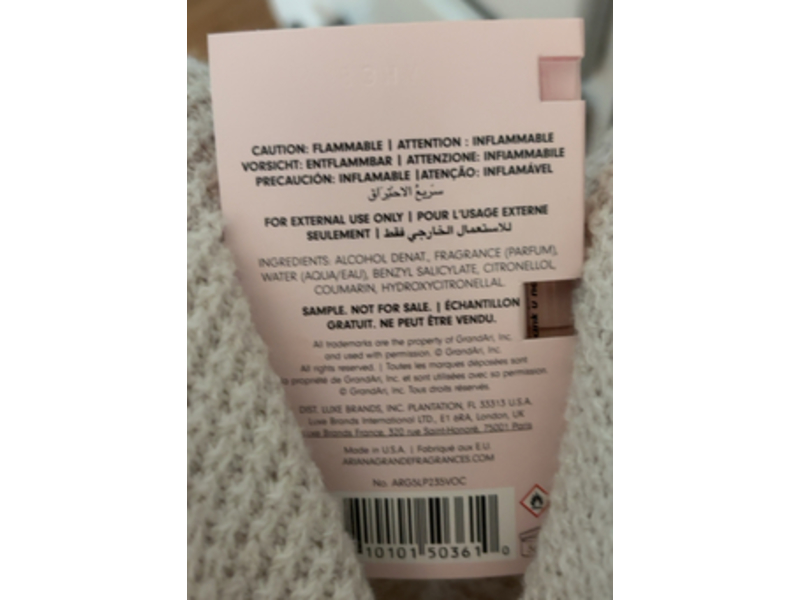 CAUTION: FLAMMABLE | ATTENTION : INFLAMMABLE
VORSICHT: ENTFLAMMBAR | ATTENZIONE: INFIAMMABILE
PRECAUCIÓN: INFLAMABLE | ATENÇÃO: INFLAMÁVEL
سريع الاحتراق
FOR EXTERNAL USE ONLY | POUR L'USAGE EXTERNE
SEULEMENT | للاستعمال الخارجي فقط
INGREDIENTS: ALCOHOL DENAT., FRAGRANCE (PARFUM),
WATER (AQUA/EAU), BENZYL SALICYLATE, CITRONELLOL,
COUMARIN, HYDROXYCITRONELLAL.
SAMPLE. NOT FOR SALE. | ÉCHANTILLON
GRATUIT. NE PEUT ÊTRE VENDU.
All trademarks are the property of GrandAri, Inc.
and used with permission. © GrandAri, Inc.
All rights reserved. | Toutes les marques déposées sont
propriété de GrandAri, Inc. et sont utilisées avec sa permission.
© GrandAri, Inc. Tous droits réservés.
DIST. LUXE BRANDS, INC. PLANTATION, FL 33313 U.S.A.
Luxe Brands International LTD., E1 6RA, London, UK
Luxe Brands France, 320 rue Saint-Honoré, 75001 Paris
Made in U.S.A. | Fabriqué aux E.U.
ARIANAGRANDEFRAGRANCES.COM
No. ARG5LP235VOC
10101 50361 0